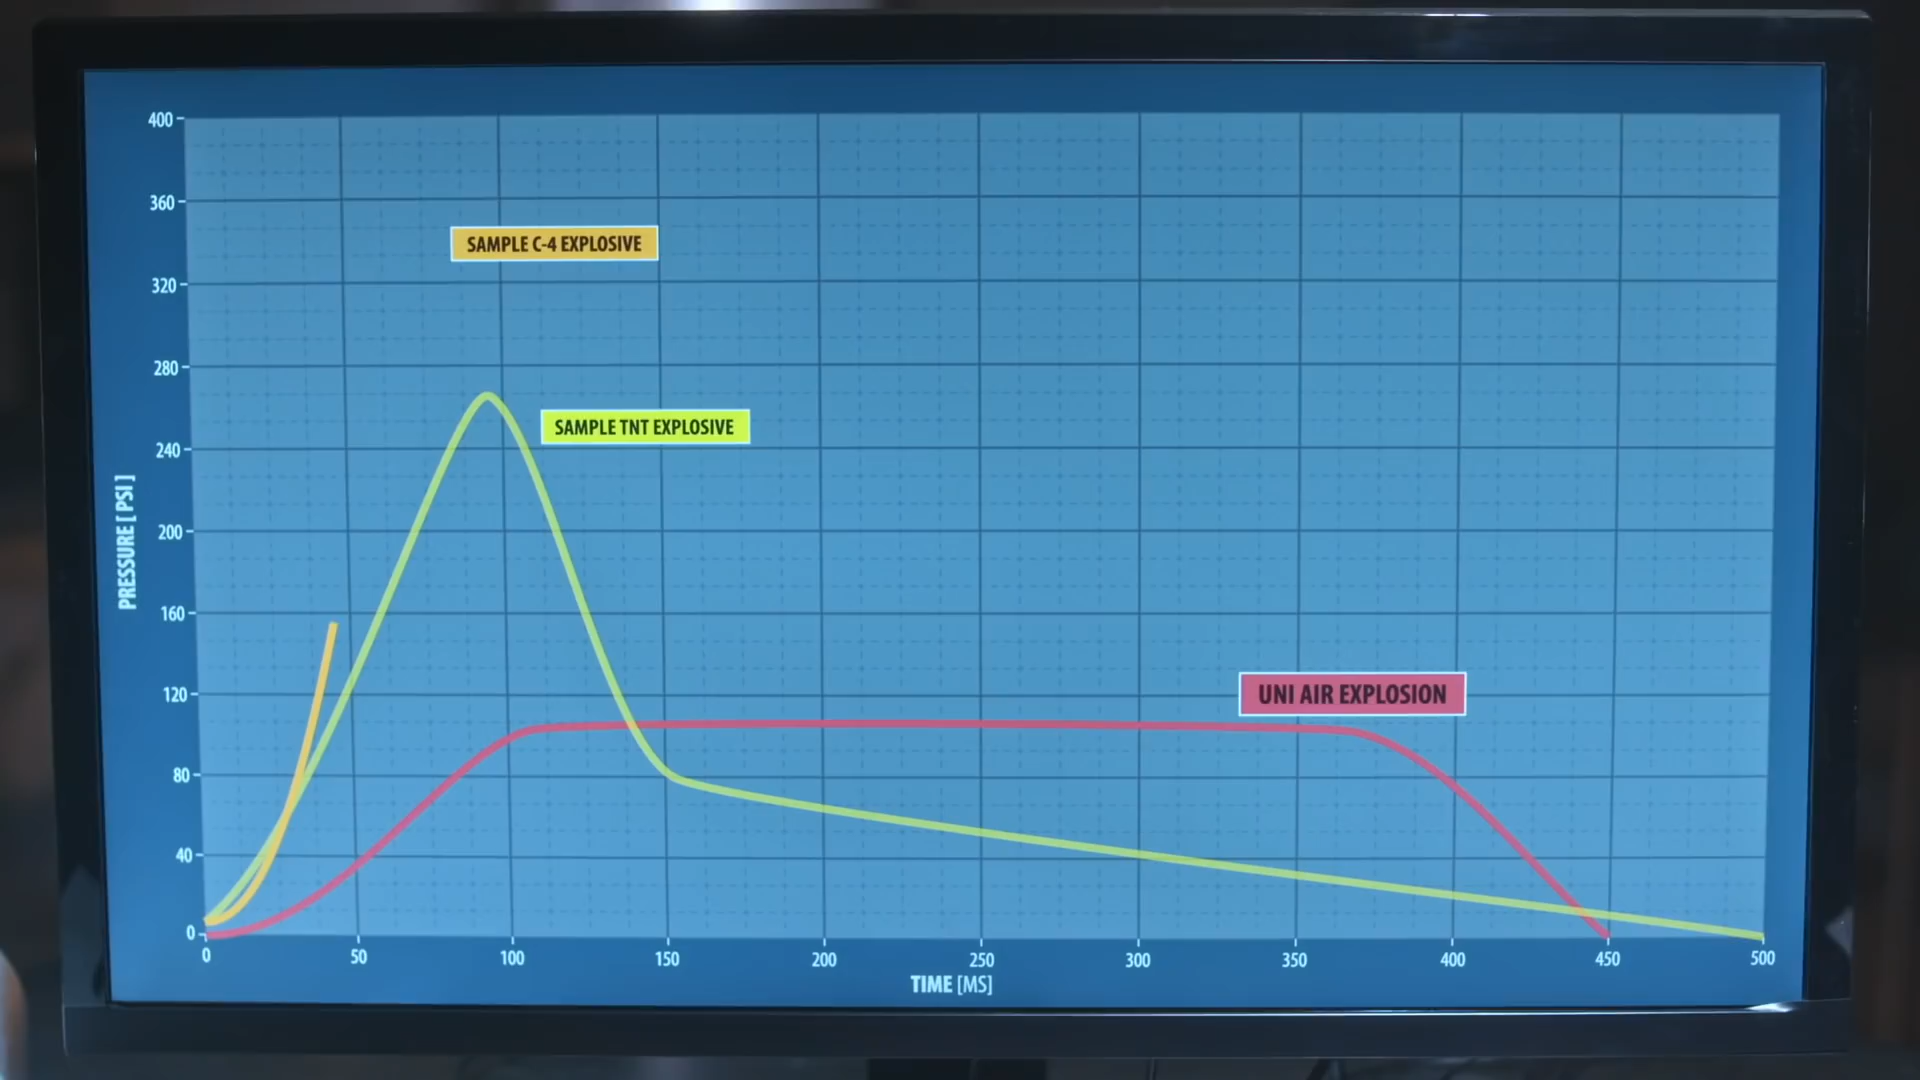 400
360
SAMPLE C-4 EXPLOSIVE
320
280
SAMPLE TNT EXPLOSIVE
240
200
PRESSURE [ PSI ]
160
120
UNI AIR EXPLOSION
80
40
0
0 50 100 150 200 250 300 350 400 450 500
TIME [MS]